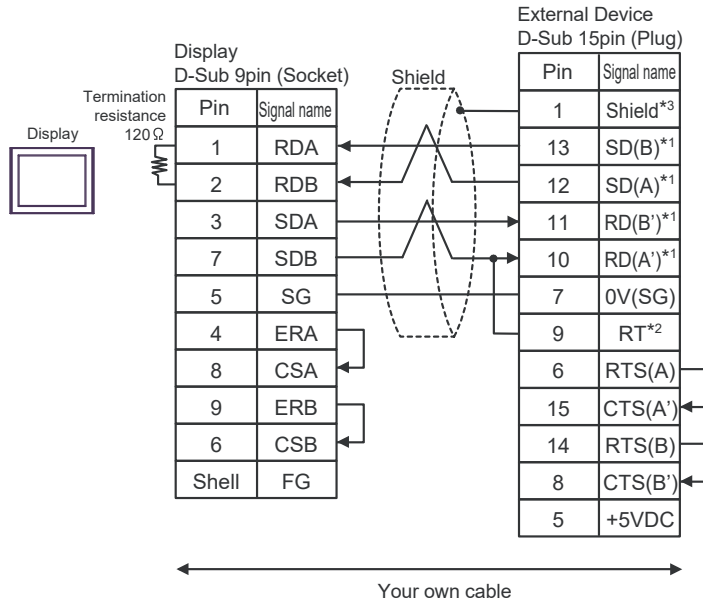 External Device
D-Sub 15pin (Plug)
Display
D-Sub 9pin (Socket)
Shield
Termination
resistance
120Ω
Display
Pin Signal name
1 RDA
2 RDB
3 SDA
7 SDB
5 SG
4 ERA
8 CSA
9 ERB
6 CSB
Shell FG
Pin Signal name
1 Shield*3
13 SD(B)*1
12 SD(A)*1
11 RD(B')*1
10 RD(A')*1
7 0V(SG)
9 RT*2
6 RTS(A)
15 CTS(A')
14 RTS(B)
8 CTS(B')
5 +5VDC
Your own cable